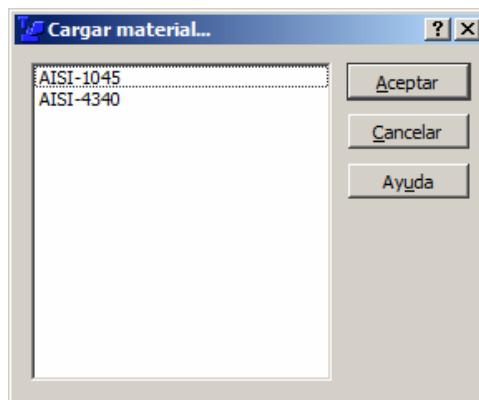 Cargar material...
AISI-1045
AISI-4340
Aceptar
Cancelar
Ayuda